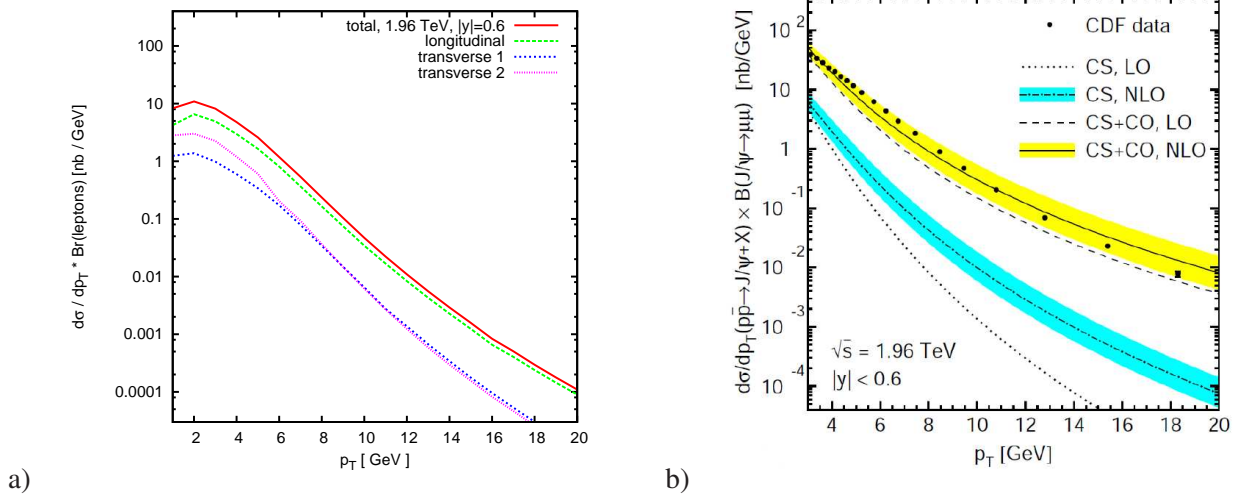 total, 1.96 TeV, |y|=0.6
longitudinal
transverse 1
transverse 2
dσ / dp_T * Br(leptons) [nb / GeV]
100
10
1
0.1
0.01
0.001
0.0001
2 4 6 8 10 12 14 16 18 20
p_T [ GeV ]
a)
CDF data
CS, LO
CS, NLO
CS+CO, LO
CS+CO, NLO
dσ/dp_T(pp̄→J/ψ+X) × B(J/ψ→μμ) [nb/GeV]
10²
10
1
10⁻¹
10⁻²
10⁻³
10⁻⁴
√s = 1.96 TeV
|y| < 0.6
4 6 8 10 12 14 16 18 20
p_T [GeV]
b)